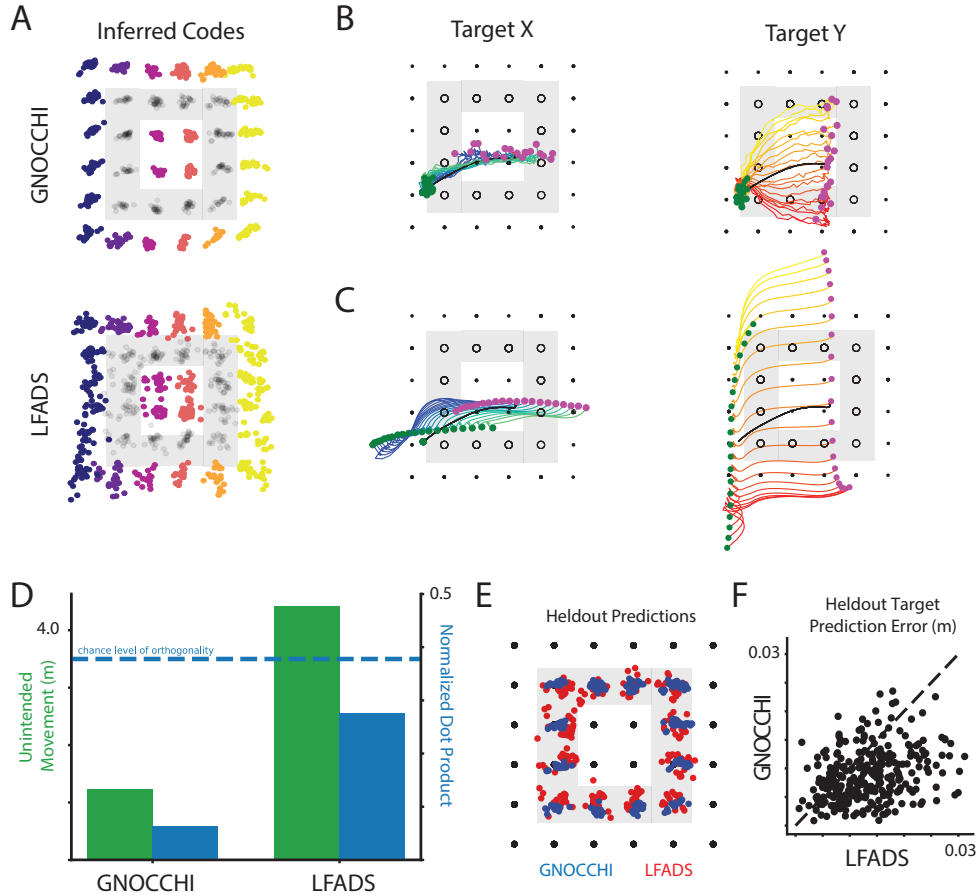 A
Inferred Codes
GNOCCHI
LFADS
B
Target X
Target Y
C
D
4.0
Unintended
Movement (m)
chance level of orthogonality
0.5
Normalized Dot Product
GNOCCHI
LFADS
E
Heldout Predictions
GNOCCHI
LFADS
F
Heldout Target
Prediction Error (m)
0.03
GNOCCHI
LFADS
0.03